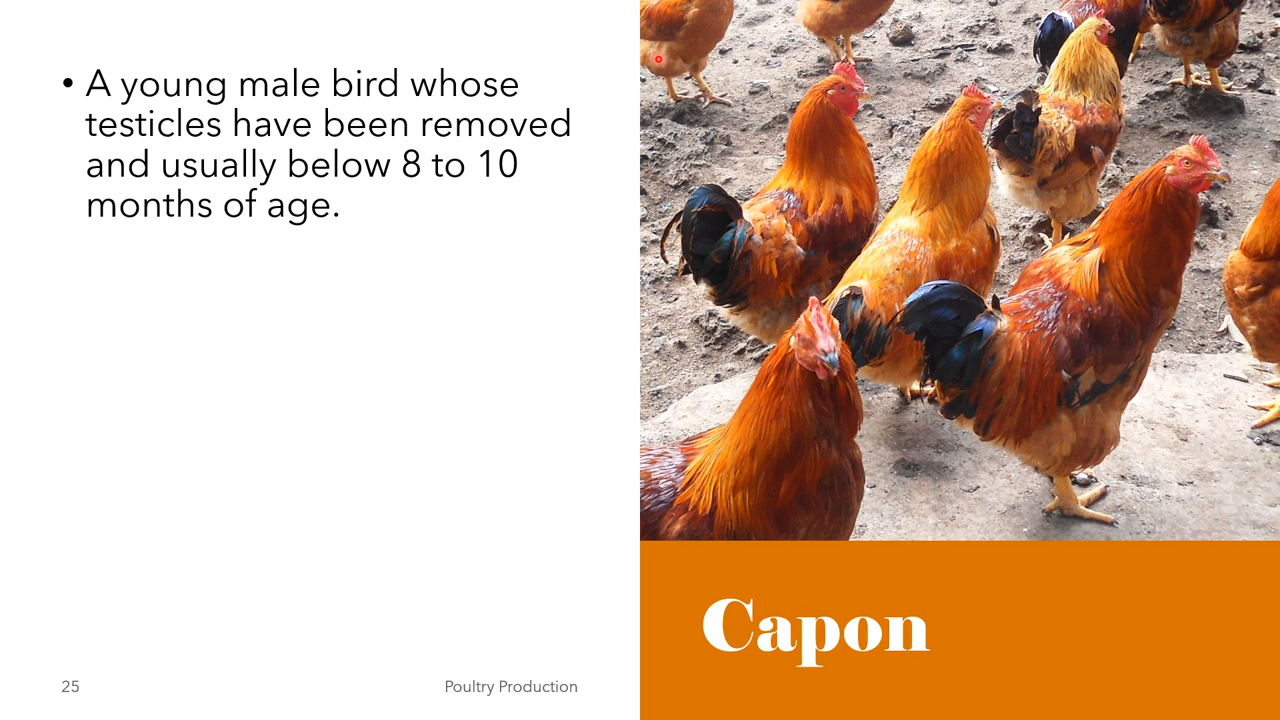 • A young male bird whose
testicles have been removed
and usually below 8 to 10
months of age.
Capon
25
Poultry Production